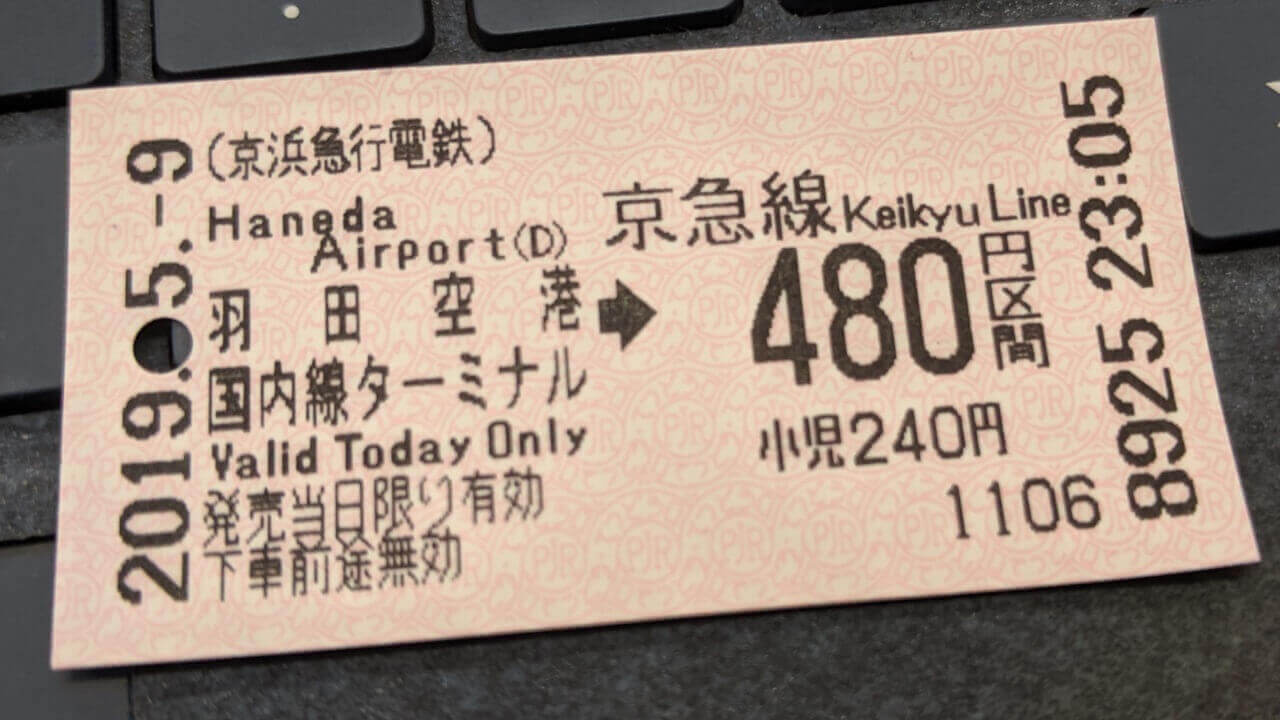 2019.5.-9
(京浜急行電鉄)
Haneda
Airport(D)
羽田空港
国内線ターミナル
Valid Today Only
発売当日限り有効
下車前途無効
➡
京急線 Keikyu Line
480円区間
小児240円
1106
8925 23:05
PJR